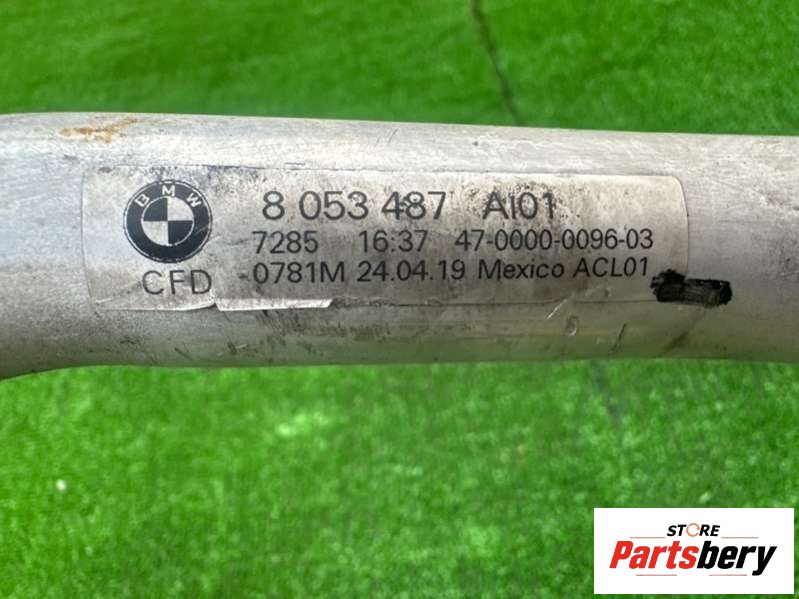 BMW
8 053 487 AI01
7285 16:37 47-0000-0096-03
CFD 0781M 24.04.19 Mexico ACL01
STORE
Partsbery